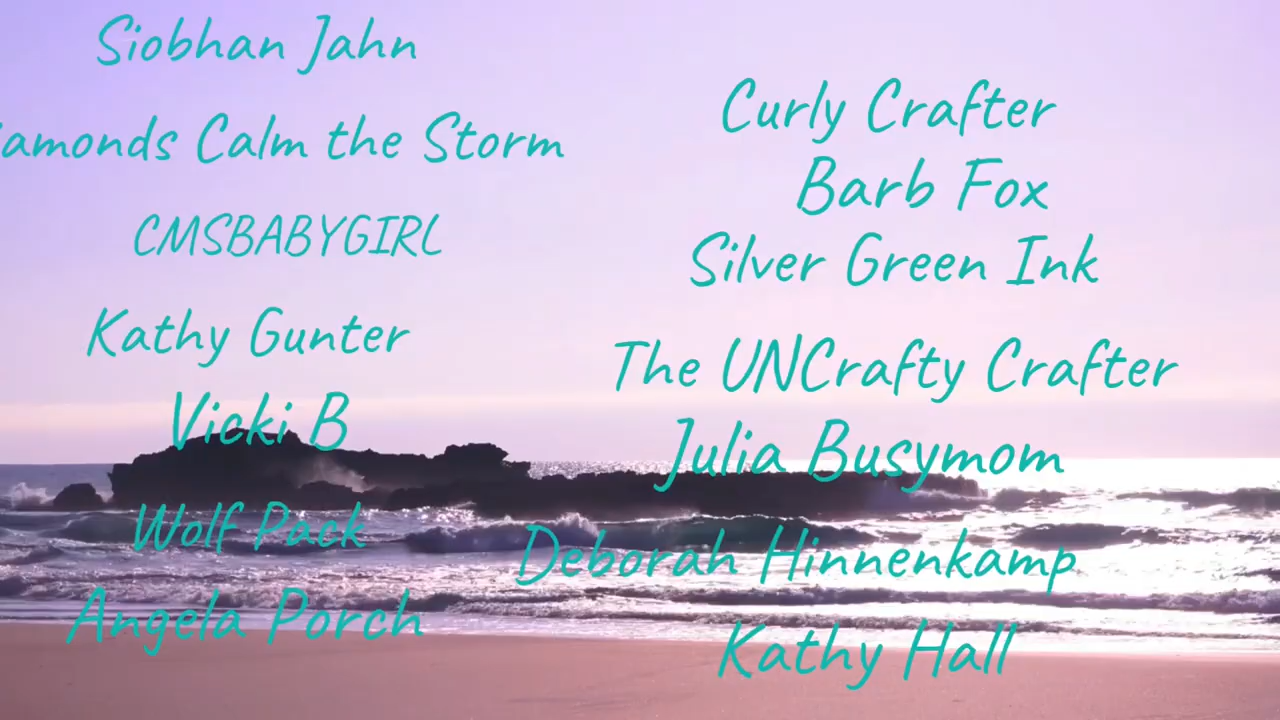 Siobhan Jahn
amonds Calm the Storm
CMSBABYGIRL
Kathy Gunter
Vicki B
Wolf Pack
Angela Porch
Curly Crafter
Barb Fox
Silver Green Ink
The UNCrafty Crafter
Julia Busymom
Deborah Hinnenkamp
Kathy Hall